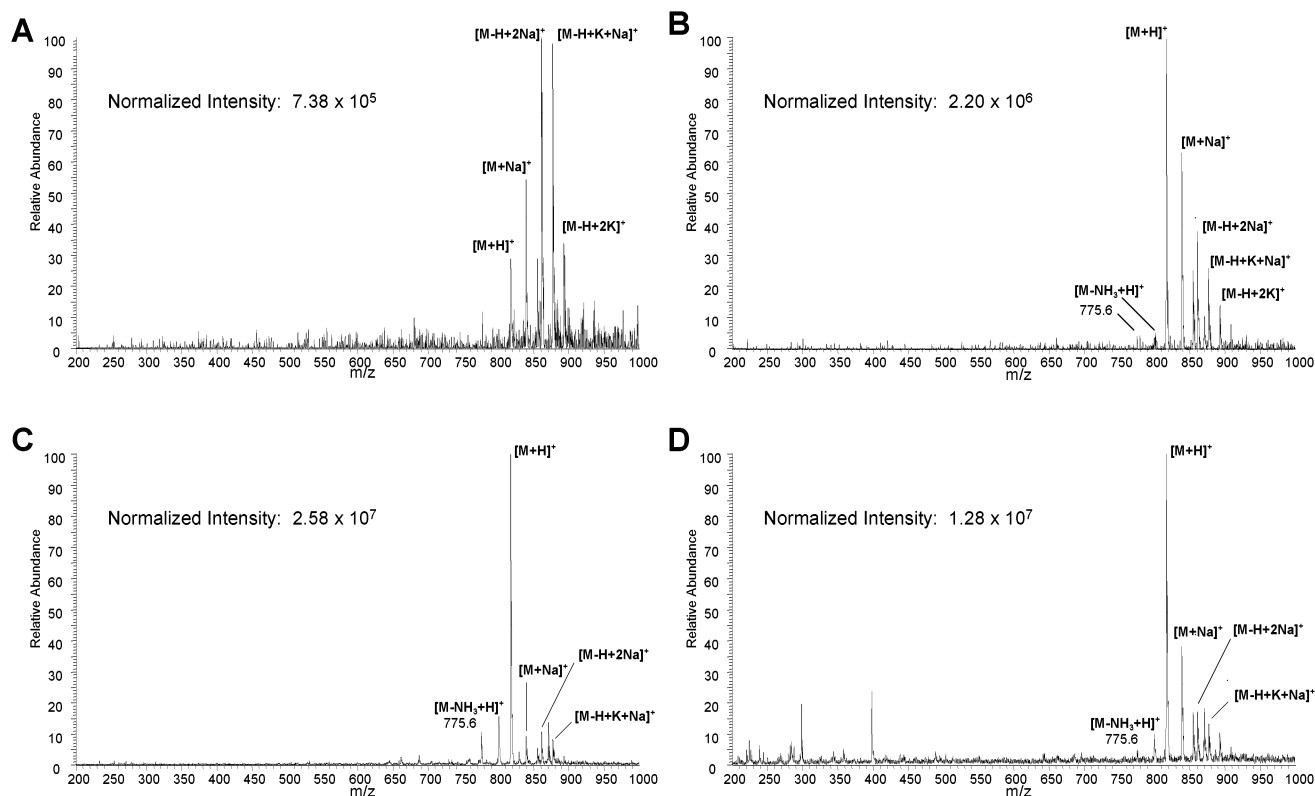 A
[M-H+2Na]⁺ [M-H+K+Na]⁺
Normalized Intensity: 7.38 x 10⁵
[M+Na]⁺
[M+H]⁺
[M-H+2K]⁺
Relative Abundance
100
90
80
70
60
50
40
30
20
10
0
200 250 300 350 400 450 500 550 600 650 700 750 800 850 900 950 1000
m/z
B
[M+H]⁺
Normalized Intensity: 2.20 x 10⁶
[M+Na]⁺
[M-H+2Na]⁺
[M-H+K+Na]⁺
[M-NH₃+H]⁺
[M-H+2K]⁺
775.6
Relative Abundance
100
90
80
70
60
50
40
30
20
10
0
200 250 300 350 400 450 500 550 600 650 700 750 800 850 900 950 1000
m/z
C
[M+H]⁺
Normalized Intensity: 2.58 x 10⁷
[M-H+2Na]⁺
[M+Na]⁺
[M-NH₃+H]⁺
[M-H+K+Na]⁺
775.6
Relative Abundance
100
90
80
70
60
50
40
30
20
10
0
200 250 300 350 400 450 500 550 600 650 700 750 800 850 900 950 1000
m/z
D
[M+H]⁺
Normalized Intensity: 1.28 x 10⁷
[M+Na]⁺ [M-H+2Na]⁺
[M-H+K+Na]⁺
[M-NH₃+H]⁺
775.6
Relative Abundance
100
90
80
70
60
50
40
30
20
10
0
200 250 300 350 400 450 500 550 600 650 700 750 800 850 900 950 1000
m/z